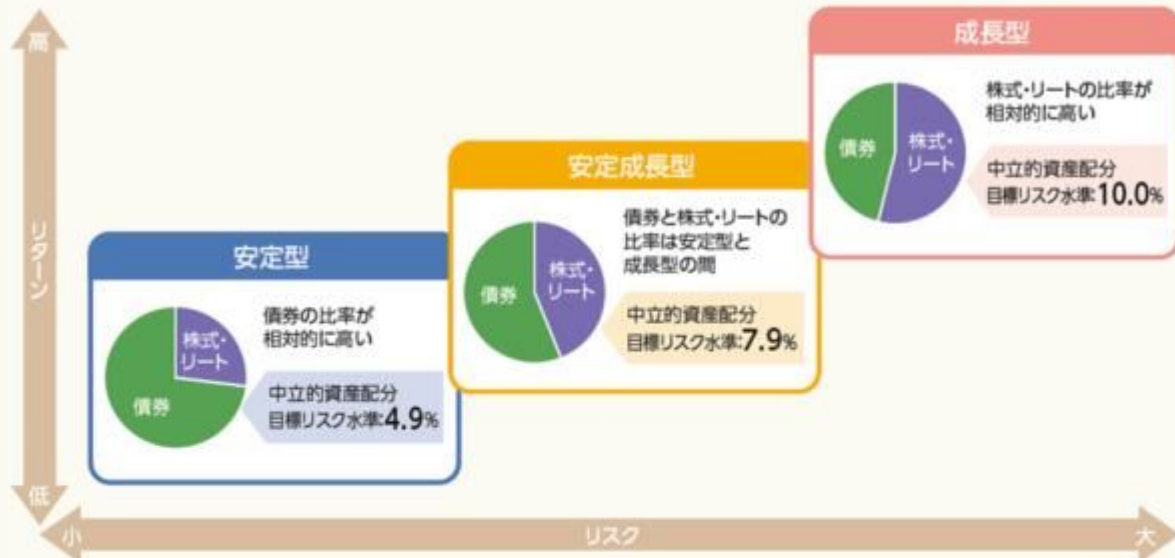 高
リターン
低
小
リスク
大
安定型
債券の比率が
相対的に高い
株式・
リート
債券
中立的資産配分
目標リスク水準:4.9%
安定成長型
債券と株式・リートの
比率は安定型と
成長型の間
債券
株式・
リート
中立的資産配分
目標リスク水準:7.9%
成長型
株式・リートの比率が
相対的に高い
債券
株式・
リート
中立的資産配分
目標リスク水準:10.0%